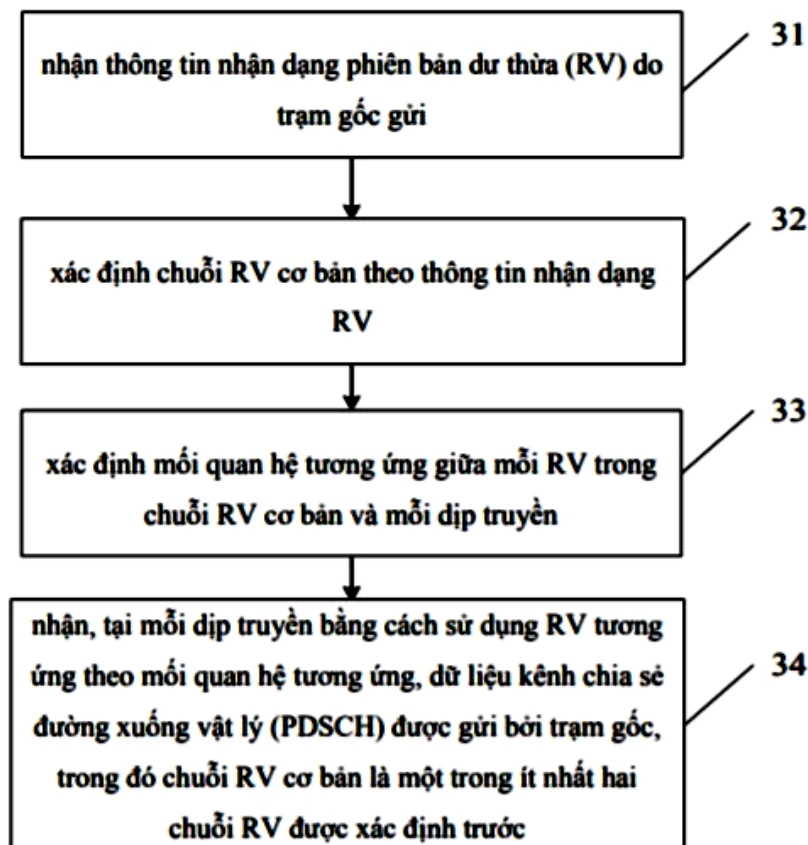 nhận thông tin nhận dạng phiên bản dư thừa (RV) do
trạm gốc gửi
31
xác định chuỗi RV cơ bản theo thông tin nhận dạng
RV
32
xác định mối quan hệ tương ứng giữa mỗi RV trong
chuỗi RV cơ bản và mỗi dịp truyền
33
nhận, tại mỗi dịp truyền bằng cách sử dụng RV tương
ứng theo mối quan hệ tương ứng, dữ liệu kênh chia sẻ
đường xuống vật lý (PDSCH) được gửi bởi trạm gốc,
trong đó chuỗi RV cơ bản là một trong ít nhất hai
chuỗi RV được xác định trước
34